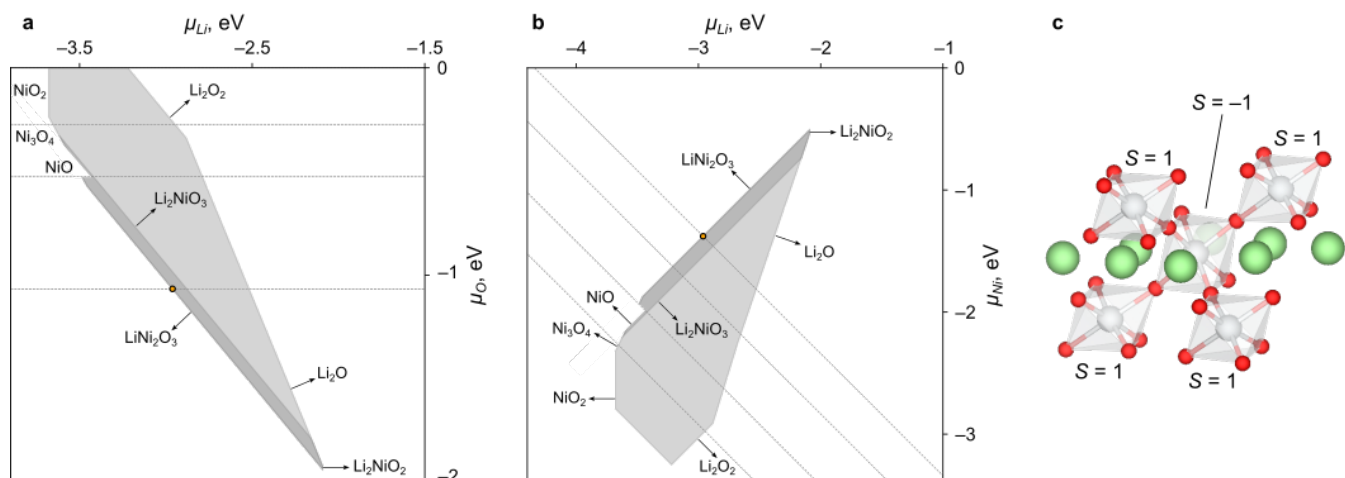 a
μLi, eV
–3.5
–2.5
–1.5
0
–1
–2
μO, eV
NiO2
Ni3O4
NiO
Li2O2
Li2NiO3
LiNi2O3
Li2O
Li2NiO2
b
μLi, eV
–4
–3
–2
–1
0
–1
–2
–3
μNi, eV
Li2NiO2
LiNi2O3
Li2O
NiO
Ni3O4
Li2NiO3
NiO2
Li2O2
c
S = –1
S = 1
S = 1
S = 1
S = 1